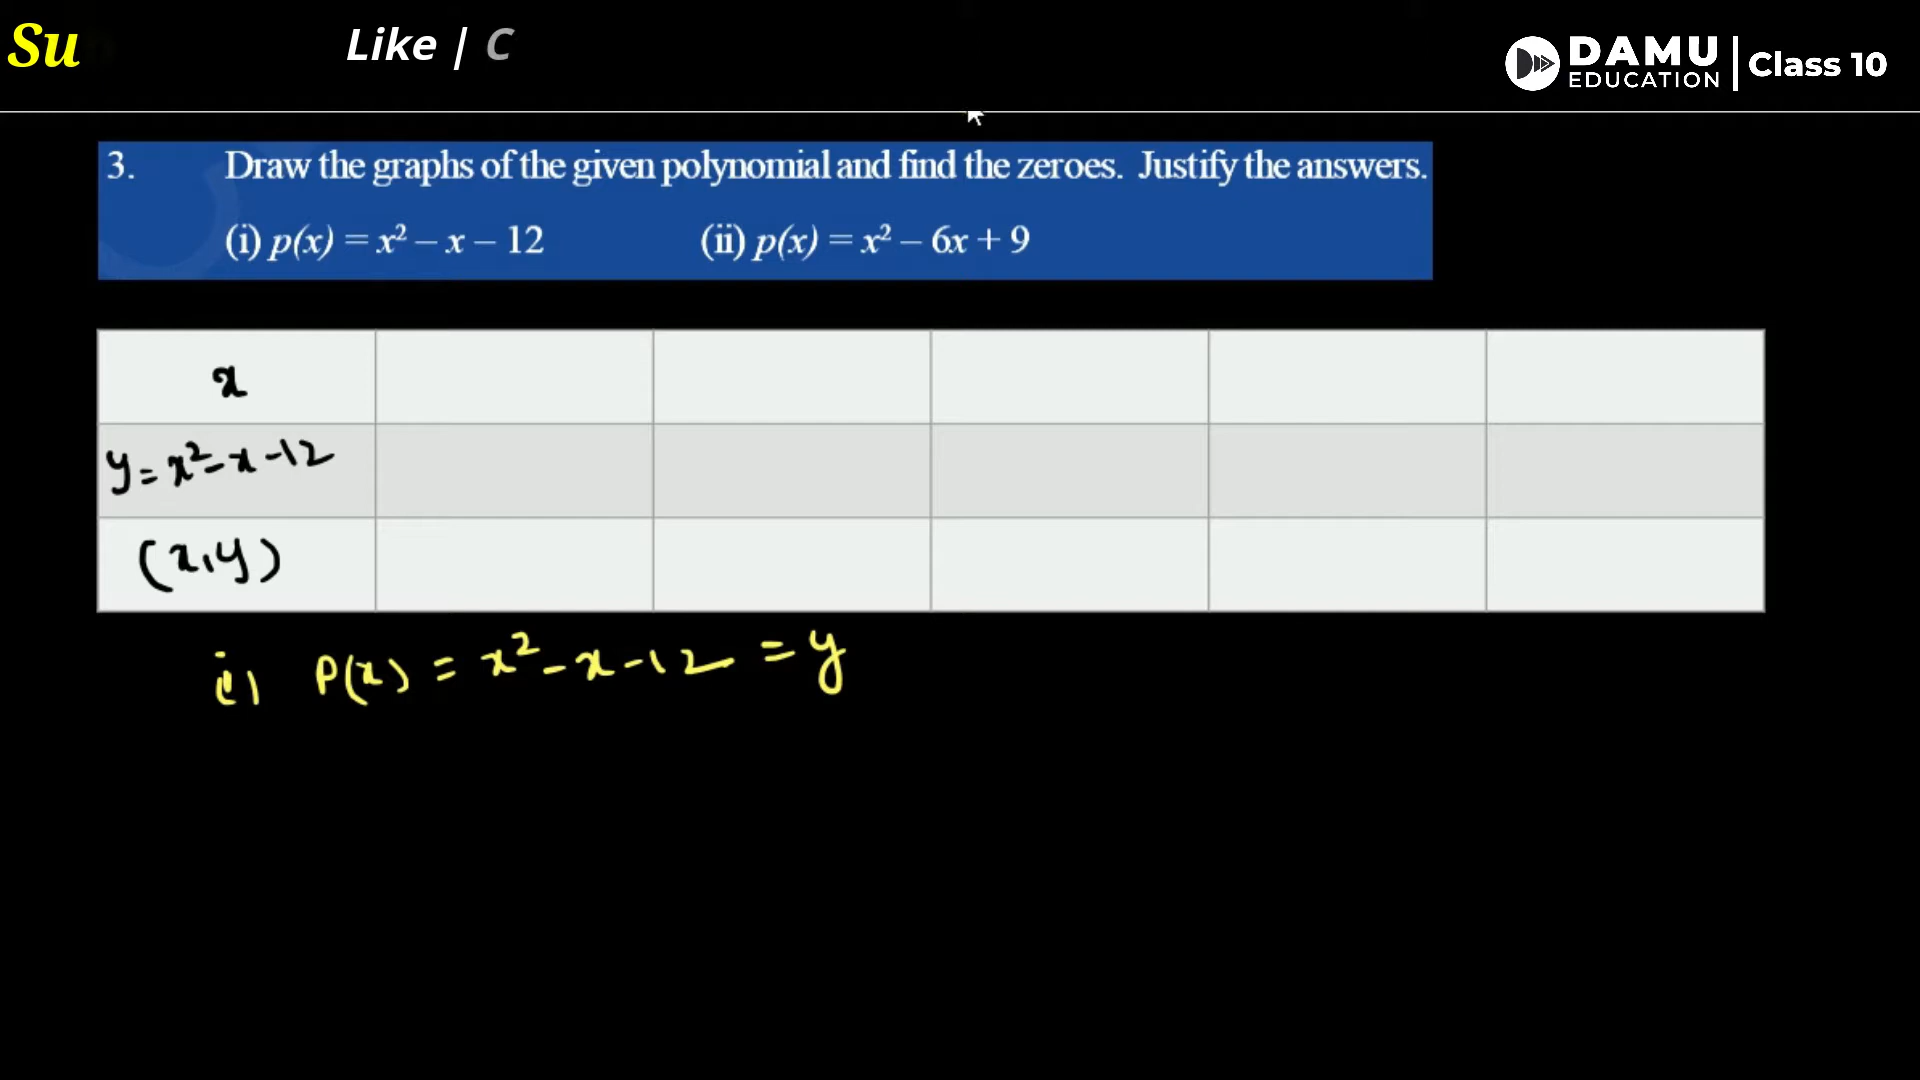 Su
Like | C
DAMU EDUCATION | Class 10
3. Draw the graphs of the given polynomial and find the zeroes. Justify the answers.
(i) p(x) = x² – x – 12 (ii) p(x) = x² – 6x + 9
x
y = x² - x - 12
(x, y)
i) P(x) = x² - x - 12 = y